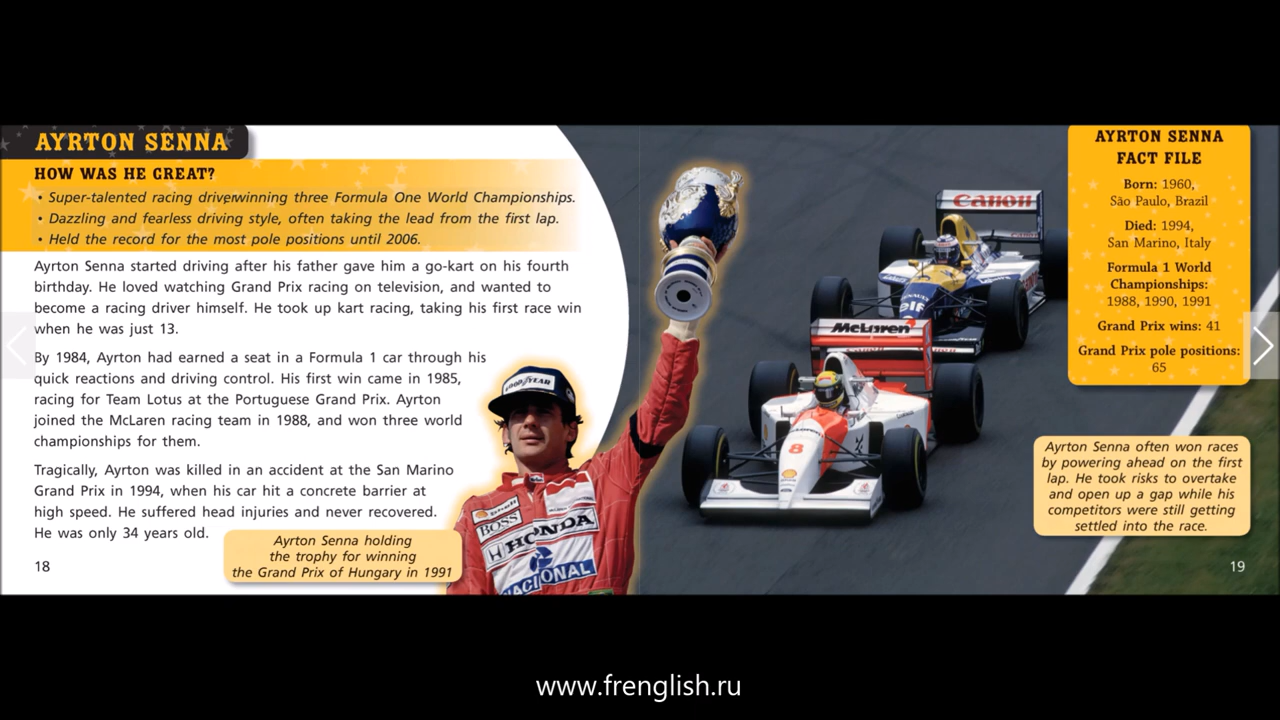 AYRTON SENNA
HOW WAS HE GREAT?
• Super-talented racing driver winning three Formula One World Championships.
• Dazzling and fearless driving style, often taking the lead from the first lap.
• Held the record for the most pole positions until 2006.
Ayrton Senna started driving after his father gave him a go-kart on his fourth
birthday. He loved watching Grand Prix racing on television, and wanted to
become a racing driver himself. He took up kart racing, taking his first race win
when he was just 13.
By 1984, Ayrton had earned a seat in a Formula 1 car through his
quick reactions and driving control. His first win came in 1985,
racing for Team Lotus at the Portuguese Grand Prix. Ayrton
joined the McLaren racing team in 1988, and won three world
championships for them.
Tragically, Ayrton was killed in an accident at the San Marino
Grand Prix in 1994, when his car hit a concrete barrier at
high speed. He suffered head injuries and never recovered.
He was only 34 years old.
Ayrton Senna holding
the trophy for winning
the Grand Prix of Hungary in 1991
18
GOOD YEAR
BOSS
HONDA
NACIONAL
Canon
RENAULT
elf
McLaren
8
AYRTON SENNA
FACT FILE
Born: 1960,
São Paulo, Brazil
Died: 1994,
San Marino, Italy
Formula 1 World
Championships:
1988, 1990, 1991
Grand Prix wins: 41
Grand Prix pole positions:
65
Ayrton Senna often won races
by powering ahead on the first
lap. He took risks to overtake
and open up a gap while his
competitors were still getting
settled into the race.
19
www.frenglish.ru